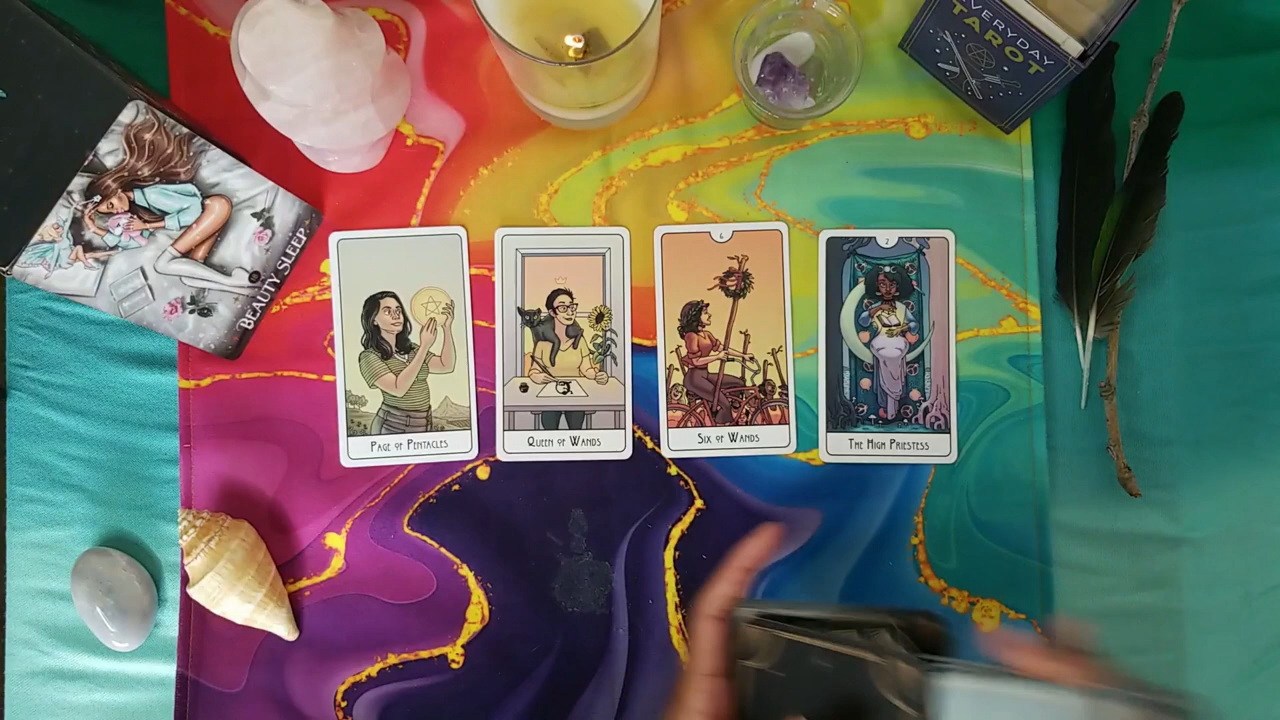 EVERYDAY
TAROT
BEAUTY SLEEP
PAGE OF PENTACLES
QUEEN OF WANDS
6
SIX OF WANDS
2
THE HIGH PRIESTESS